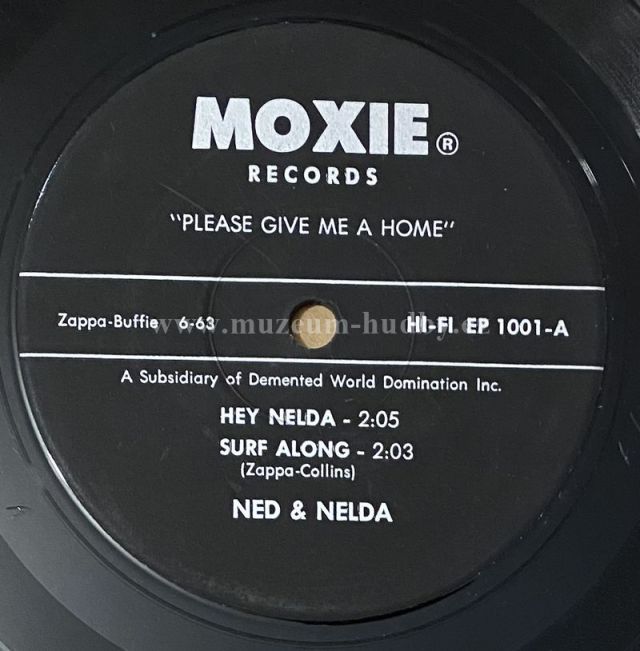 MOXIE®
RECORDS
"PLEASE GIVE ME A HOME"
Zappa-Buffie 6-63 HI-FI EP 1001-A
www.muzeum-hudby.cz
A Subsidiary of Demented World Domination Inc.
HEY NELDA - 2:05
SURF ALONG - 2:03
(Zappa-Collins)
NED & NELDA